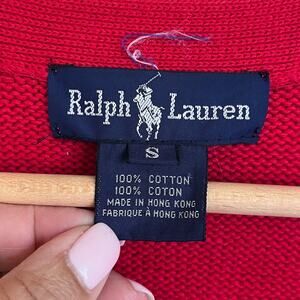 Ralph Lauren
S
100% COTTON
100% COTON
MADE IN HONG KONG
FABRIQUE À HONG KONG